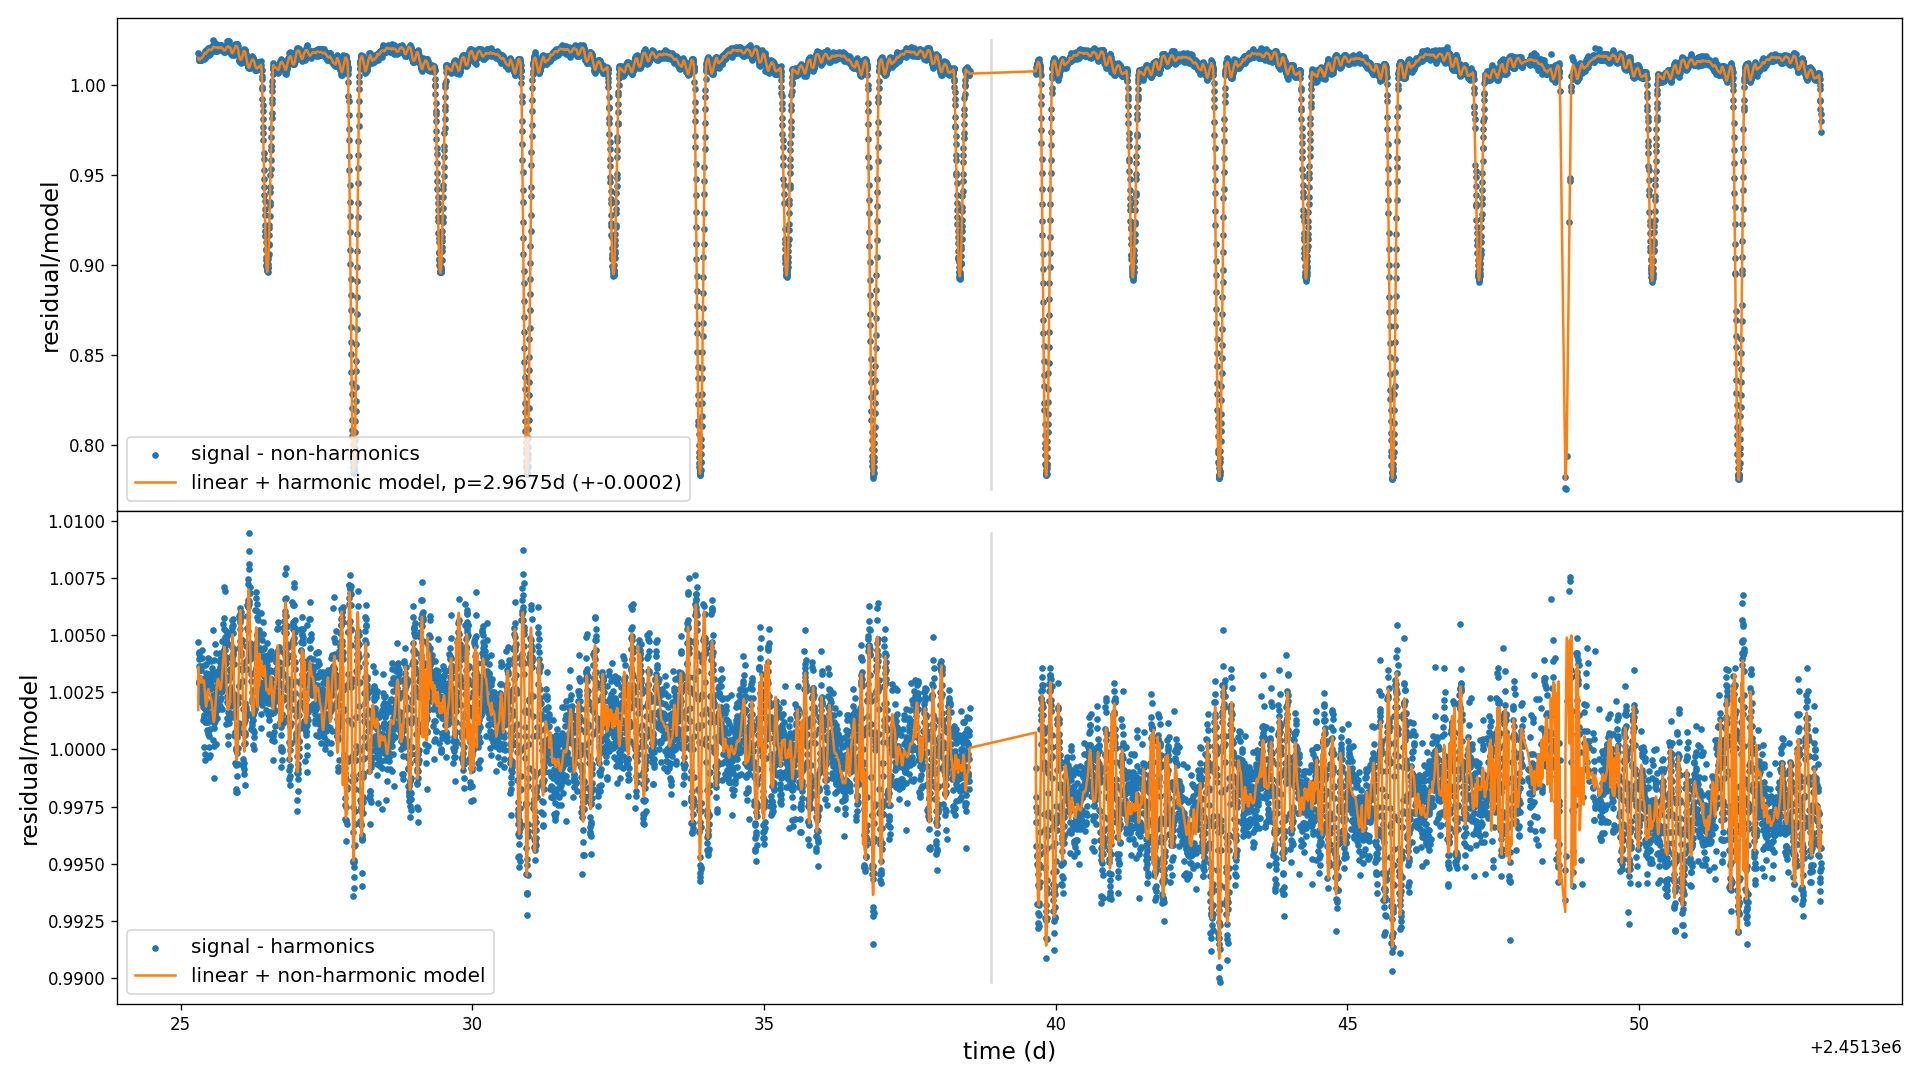 1.00
0.95
0.90
0.85
0.80
residual/model
signal - non-harmonics
linear + harmonic model, p=2.9675d (+-0.0002)
1.0100
1.0075
1.0050
1.0025
1.0000
0.9975
0.9950
0.9925
0.9900
residual/model
signal - harmonics
linear + non-harmonic model
25
30
35
40
45
50
time (d)
+2.4513e6